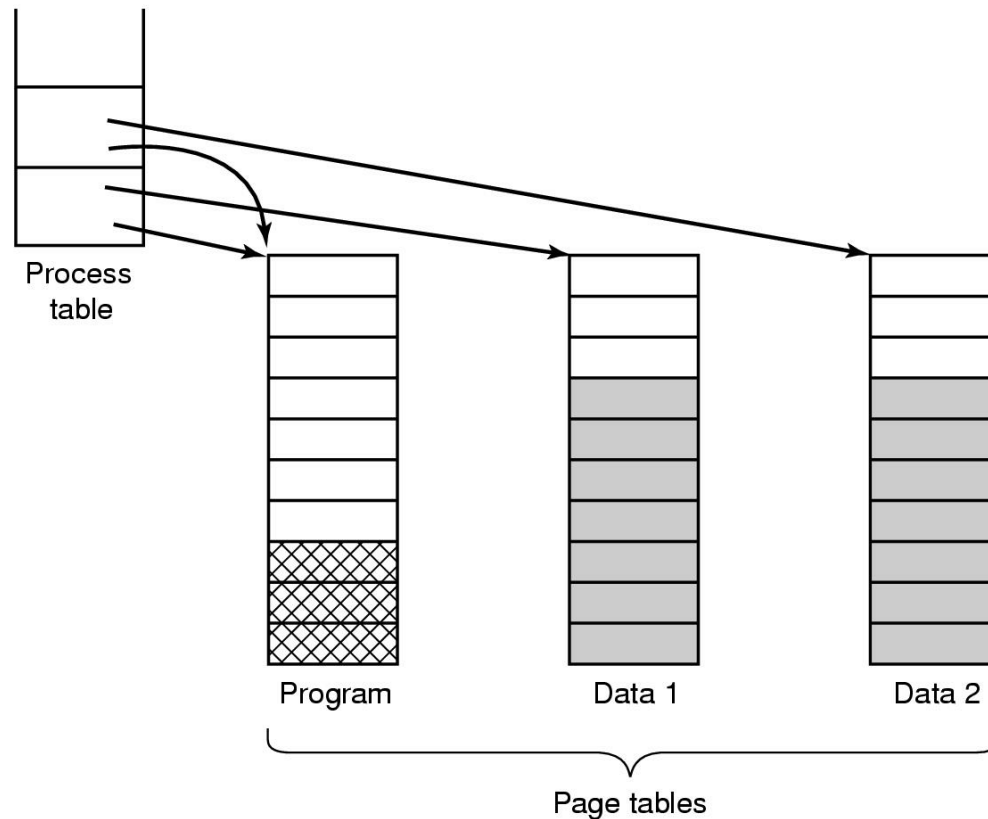 Process
table
Program
Data 1
Data 2
Page tables